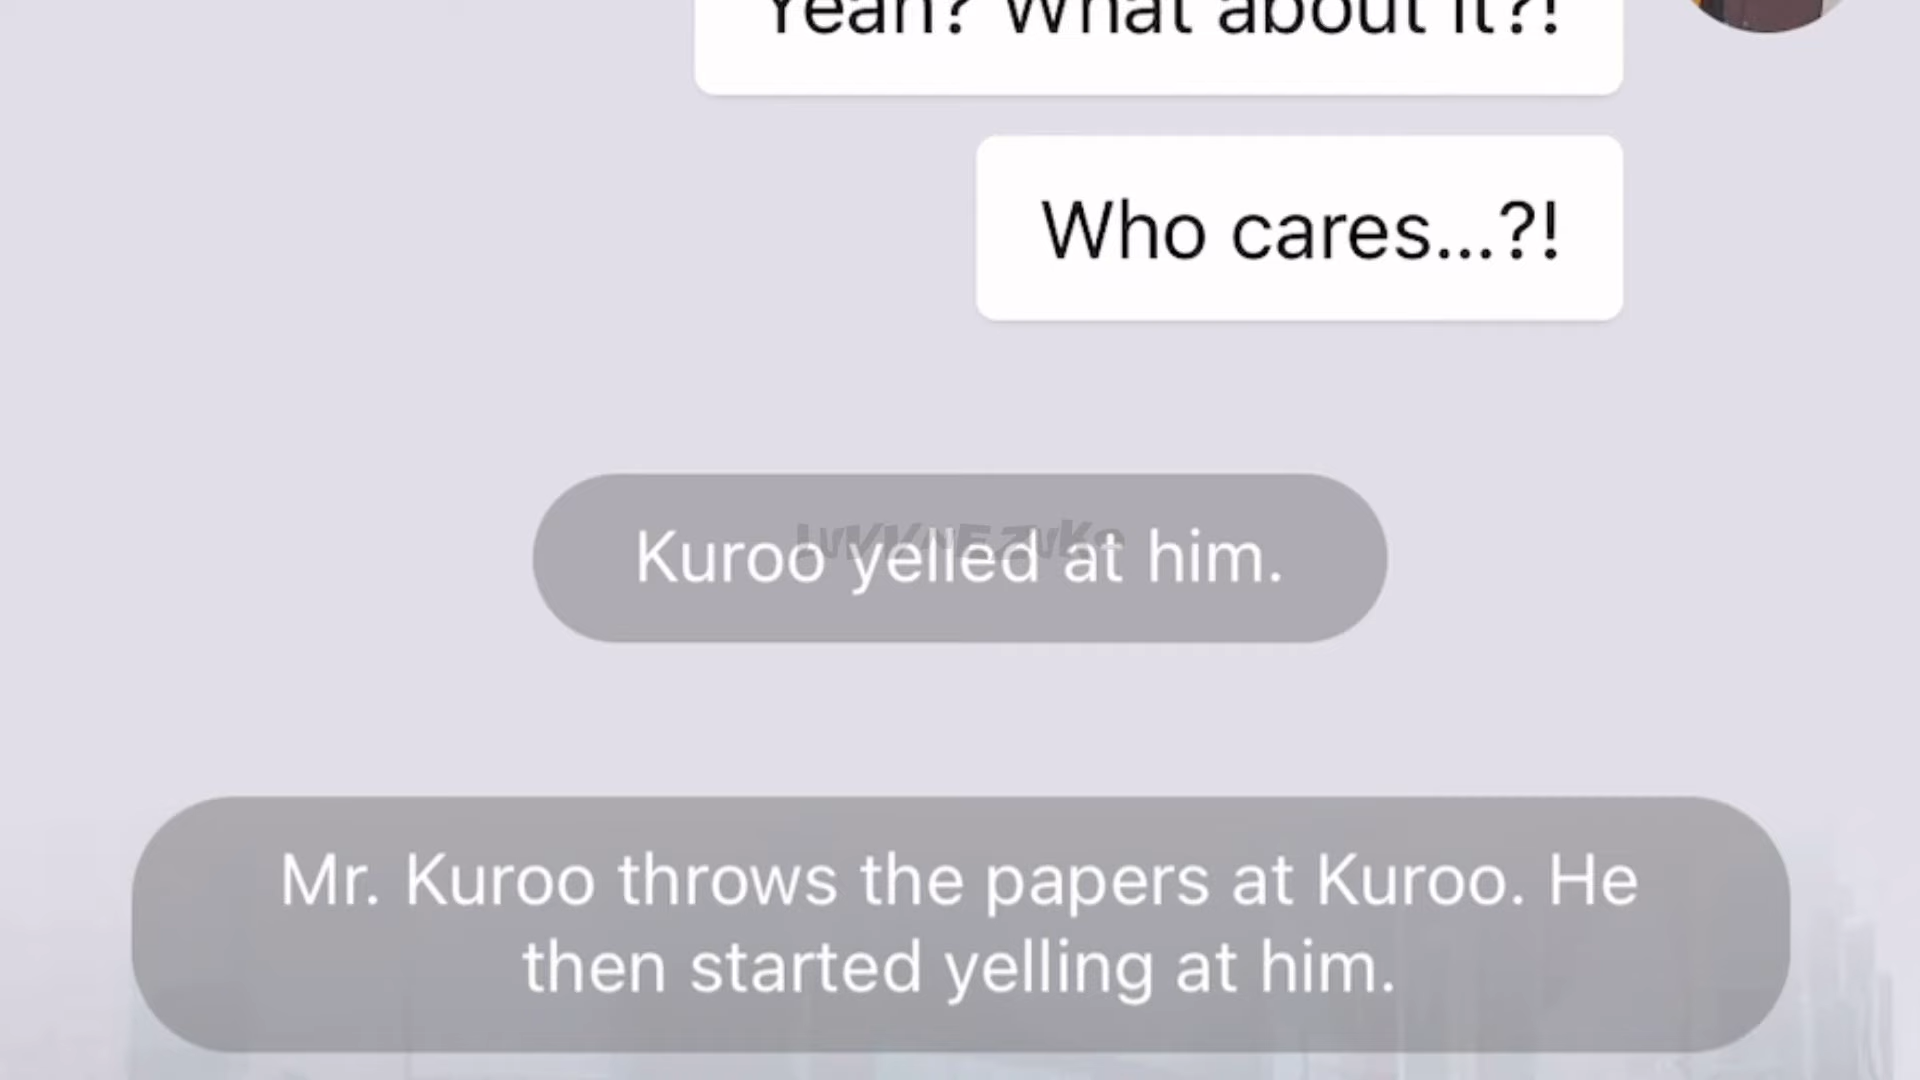 Yeah? What about it?!
Who cares...?!
Kuroo yelled at him.
Mr. Kuroo throws the papers at Kuroo. He
then started yelling at him.